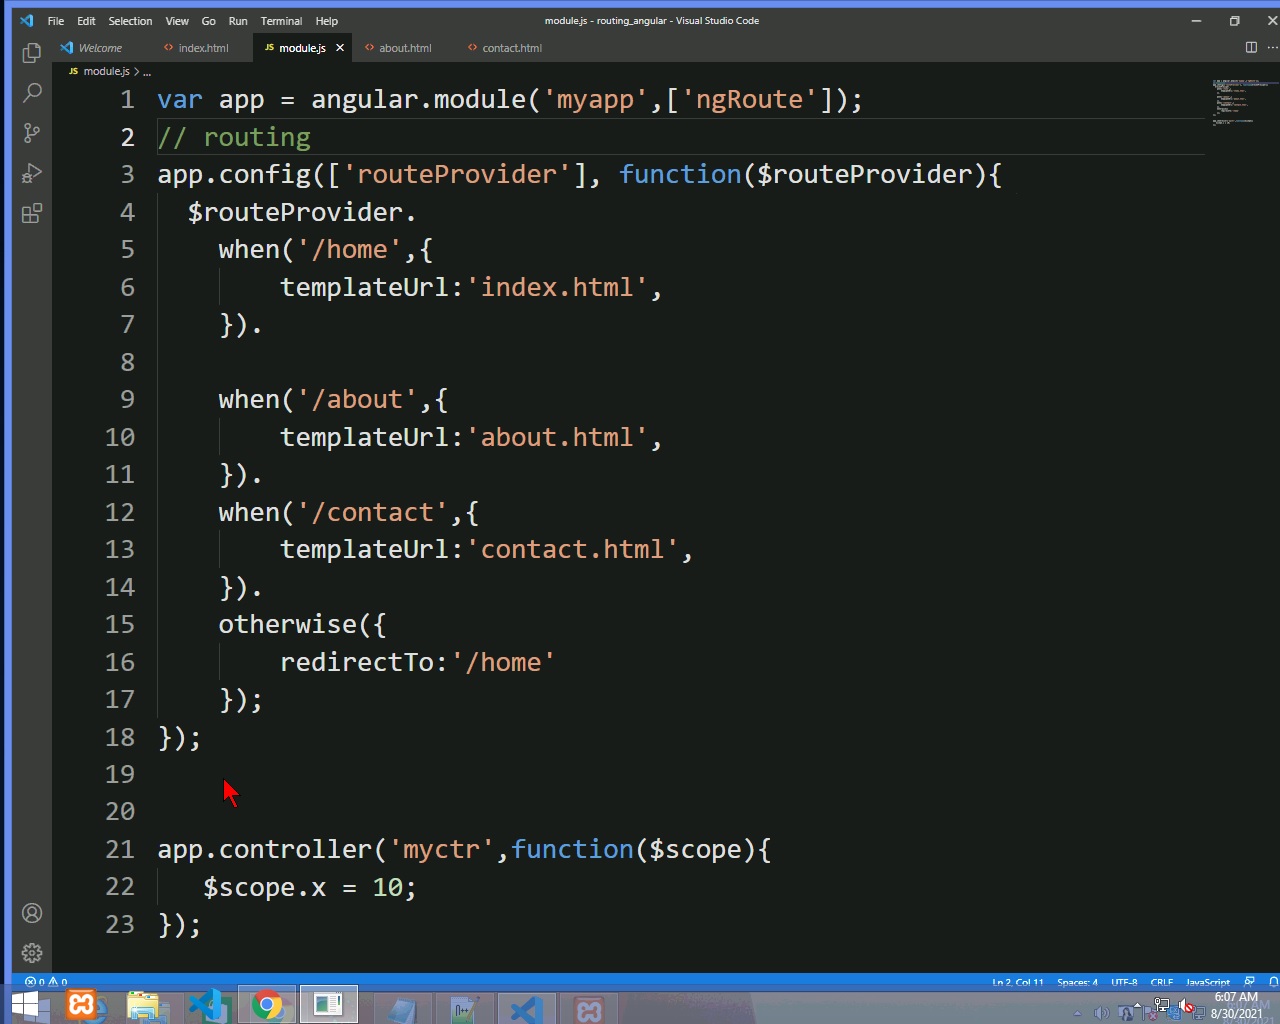 File Edit Selection View Go Run Terminal Help module.js - routing_angular - Visual Studio Code
Welcome index.html JS module.js about.html contact.html
JS module.js > ...
1 var app = angular.module('myapp',['ngRoute']);
2 // routing
3 app.config(['routeProvider'], function($routeProvider){
4 $routeProvider.
5 when('/home',{
6 templateUrl:'index.html',
7 }).
8
9 when('/about',{
10 templateUrl:'about.html',
11 }).
12 when('/contact',{
13 templateUrl:'contact.html',
14 }).
15 otherwise({
16 redirectTo:'/home'
17 });
18 });
19
20
21 app.controller('myctr',function($scope){
22 $scope.x = 10;
23 });
0 0 Ln 2, Col 11 Spaces: 4 UTF-8 CRLF JavaScript
6:07 AM
8/30/2021